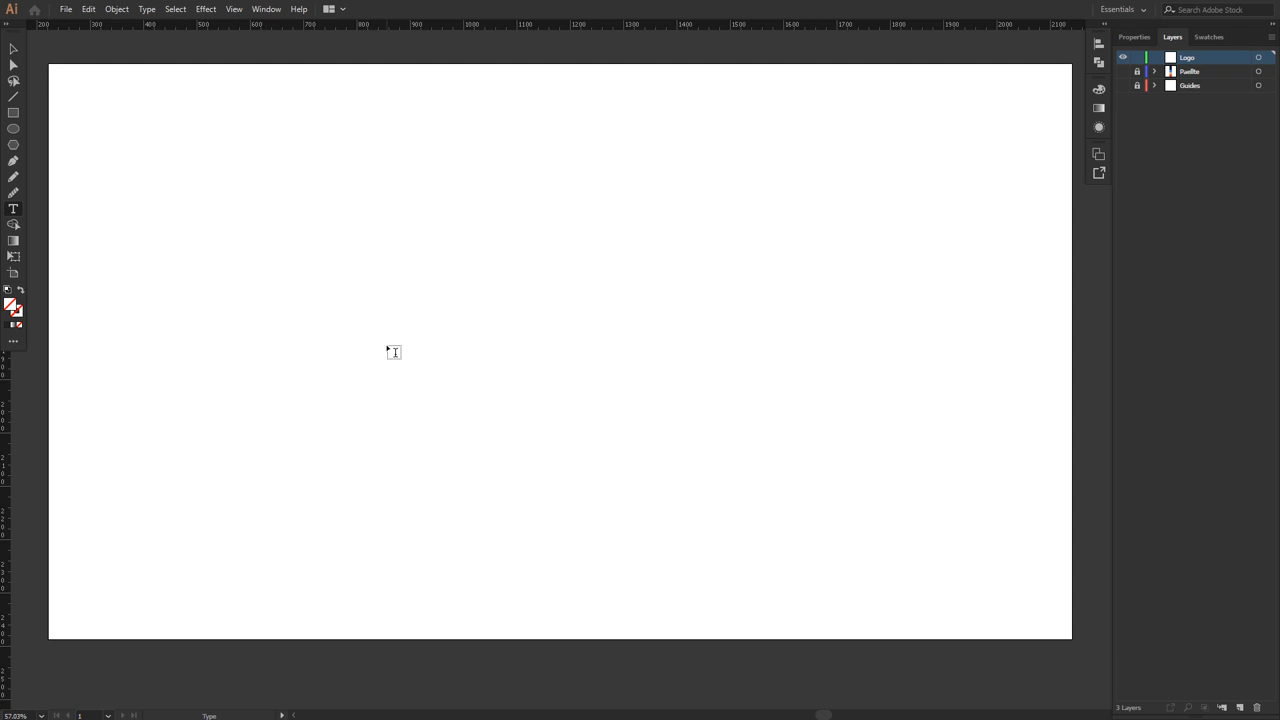 Ai File Edit Object Type Select Effect View Window Help Essentials Search Adobe Stock
200 300 400 500 600 700 800 900 1000 1100 1200 1300 1400 1500 1600 1700 1800 1900 2000 2100
Properties Layers Swatches
Logo
Paellte
Guides
57.03% 1 Type 3 Layers